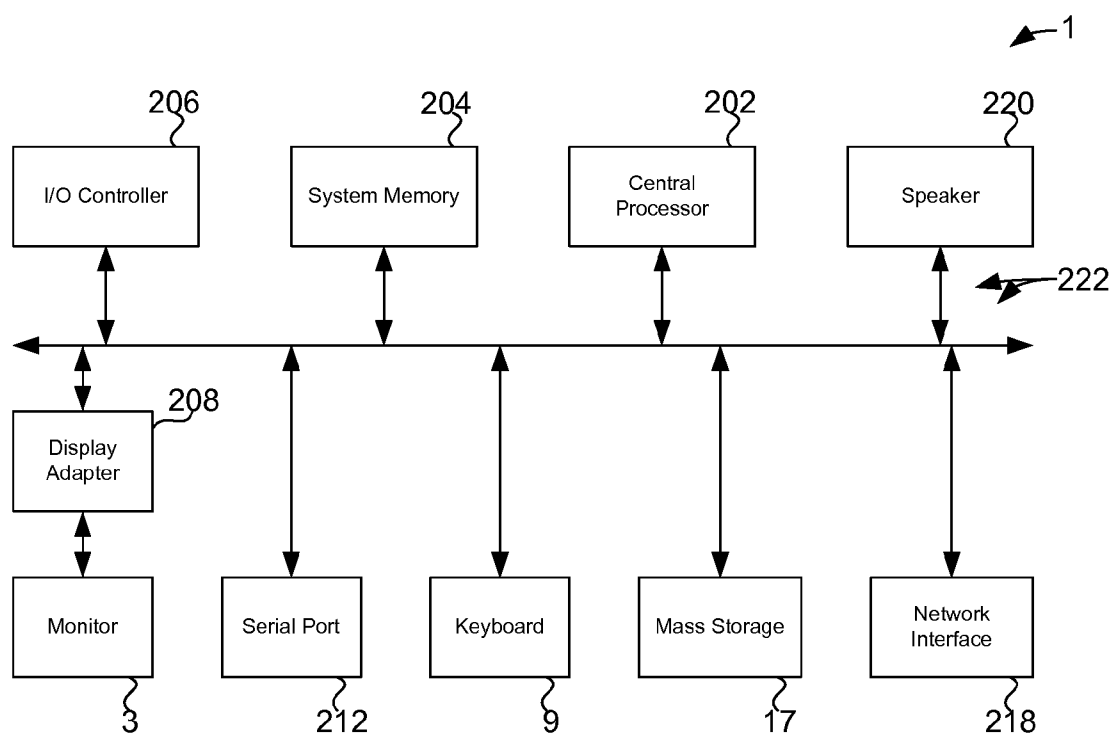 1
206
204
202
220
I/O Controller
System Memory
Central
Processor
Speaker
222
208
Display
Adapter
Monitor
Serial Port
Keyboard
Mass Storage
Network
Interface
3
212
9
17
218